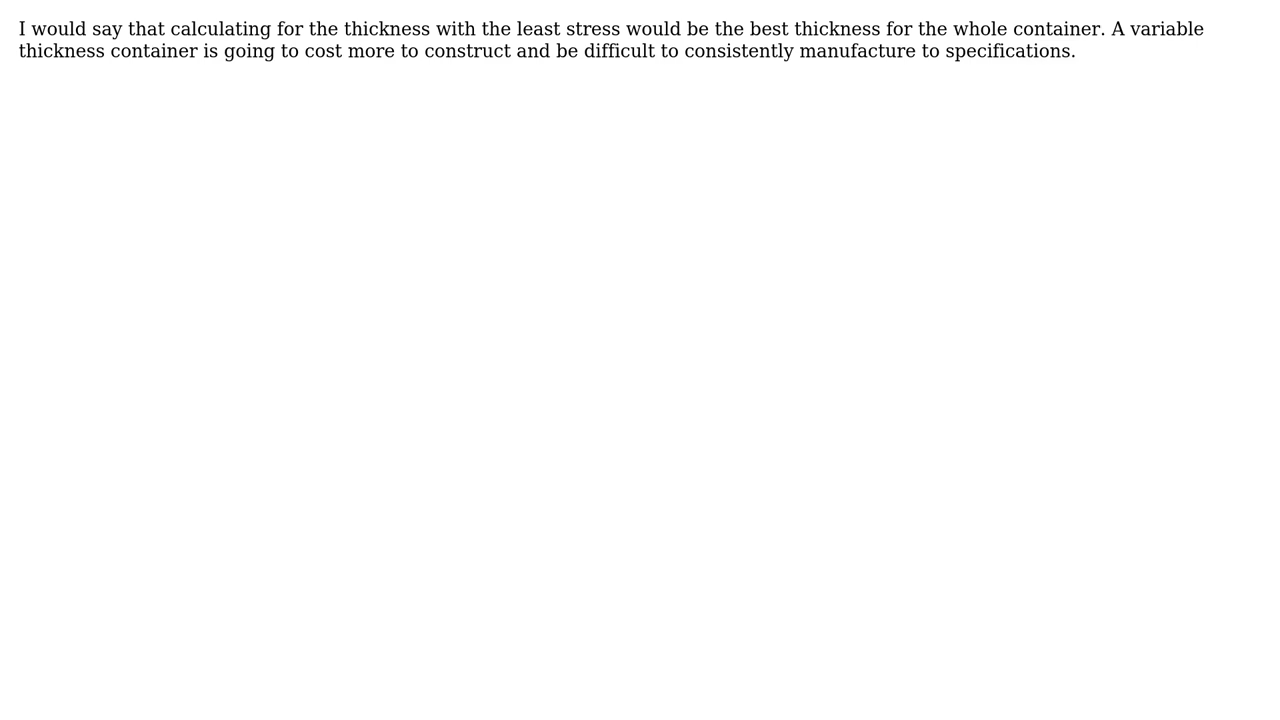 I would say that calculating for the thickness with the least stress would be the best thickness for the whole container. A variable
thickness container is going to cost more to construct and be difficult to consistently manufacture to specifications.